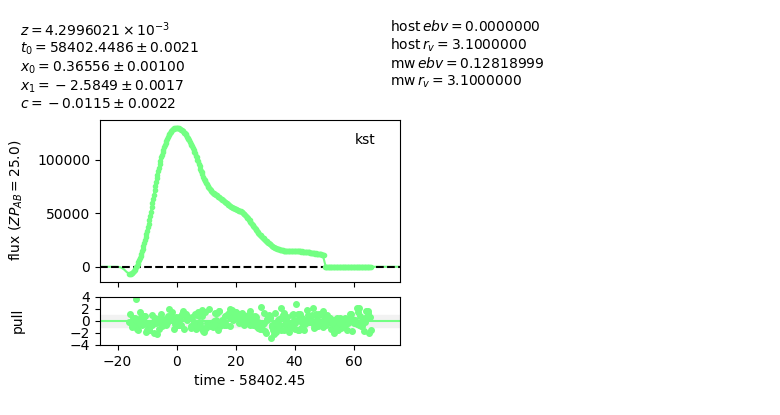 z = 4.2996021 × 10⁻³
t₀ = 58402.4486 ± 0.0021
x₀ = 0.36556 ± 0.00100
x₁ = −2.5849 ± 0.0017
c = −0.0115 ± 0.0022
host ebv = 0.0000000
host r_v = 3.1000000
mw ebv = 0.12818999
mw r_v = 3.1000000
kst
flux (ZP_AB = 25.0)
100000
50000
0
pull
4
2
0
−2
−4
−20 0 20 40 60
time - 58402.45